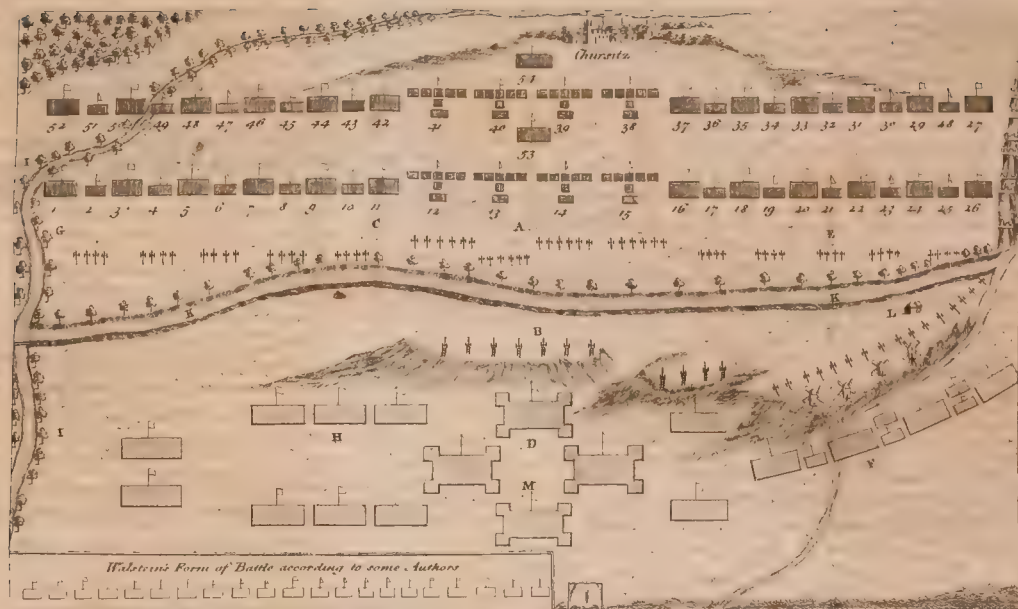 Chursitz
54
52 51 50 49 48 47 46 45 44 43 42 41 40 39 38 37 36 35 34 33 32 31 30 29 28 27
53
I
1 2 3 4 5 6 7 8 9 10 11 12 13 14 15 16 17 18 19 20 21 22 23 24 25 26
G C A E
K K L
B
I H D F
M
Walstein's Form of Battle according to some Authors